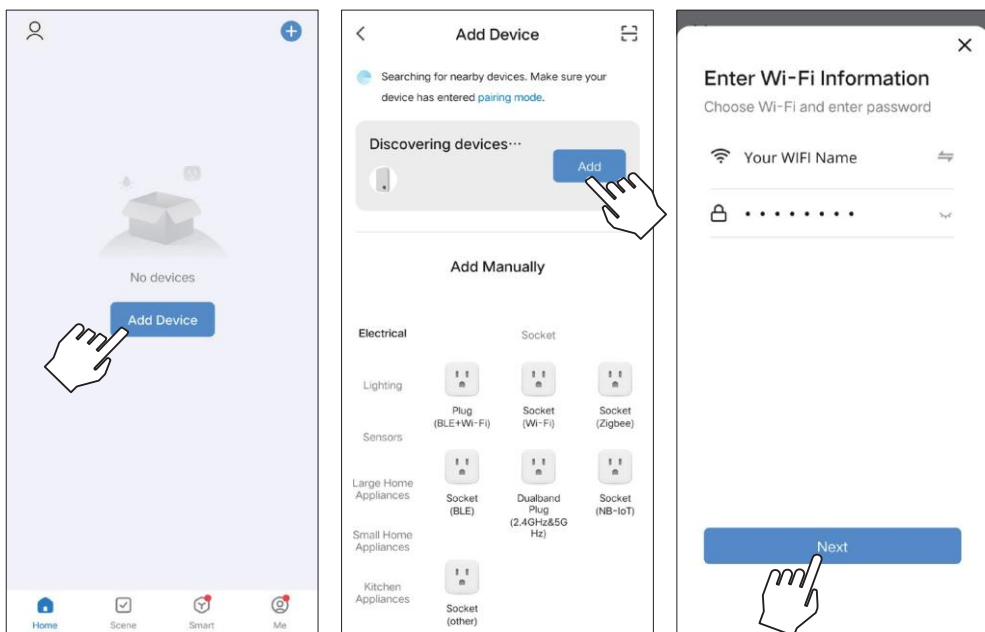 No devices
Add Device
Home
Scene
Smart
Me
Add Device
Searching for nearby devices. Make sure your
device has entered pairing mode.
Discovering devices···
Add
Add Manually
Electrical
Lighting
Sensors
Large Home
Appliances
Small Home
Appliances
Kitchen
Appliances
Socket
Plug
(BLE+Wi-Fi)
Socket
(Wi-Fi)
Socket
(Zigbee)
Socket
(BLE)
Dualband
Plug
(2.4GHz&5G
Hz)
Socket
(NB-IoT)
Socket
(other)
Enter Wi-Fi Information
Choose Wi-Fi and enter password
Your WIFI Name
Next